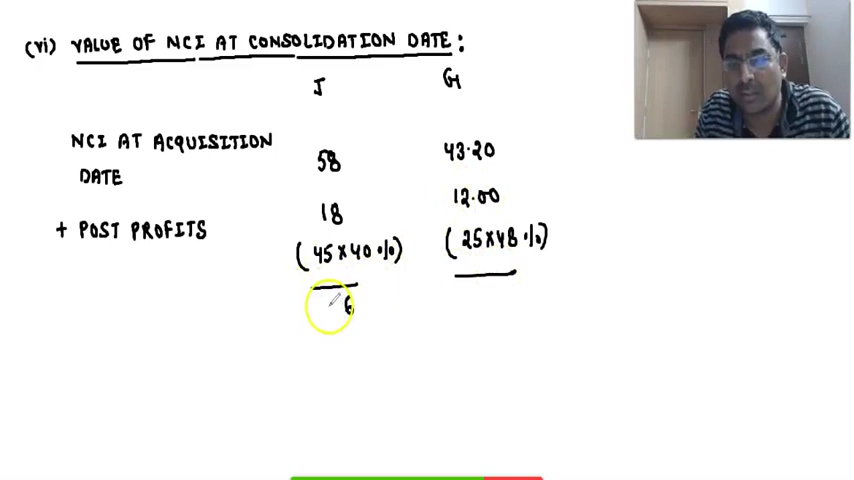 (vi) VALUE OF NCI AT CONSOLIDATION DATE:
J G
NCI AT ACQUISITION 58 43.20
DATE
+ POST PROFITS 18 12.00
(45×40%) (25×48%)
6